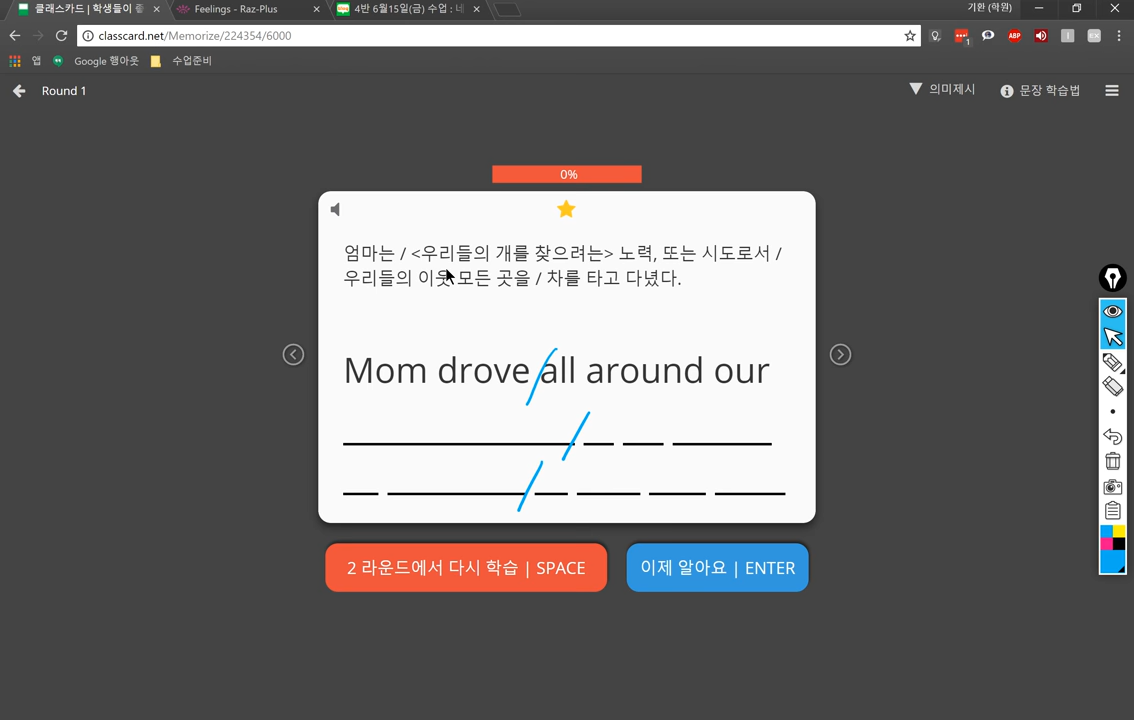 클래스카드 | 학생들이 즐
Feelings - Raz-Plus
4반 6월15일(금) 수업 : 네
기환 (학원)
classcard.net/Memorize/224354/6000
앱
Google 행아웃
수업준비
Round 1
의미제시
문장 학습법
0%
엄마는 / <우리들의 개를 찾으려는> 노력, 또는 시도로서 /
우리들의 이웃 모든 곳을 / 차를 타고 다녔다.
Mom drove all around our
2 라운드에서 다시 학습 | SPACE
이제 알아요 | ENTER